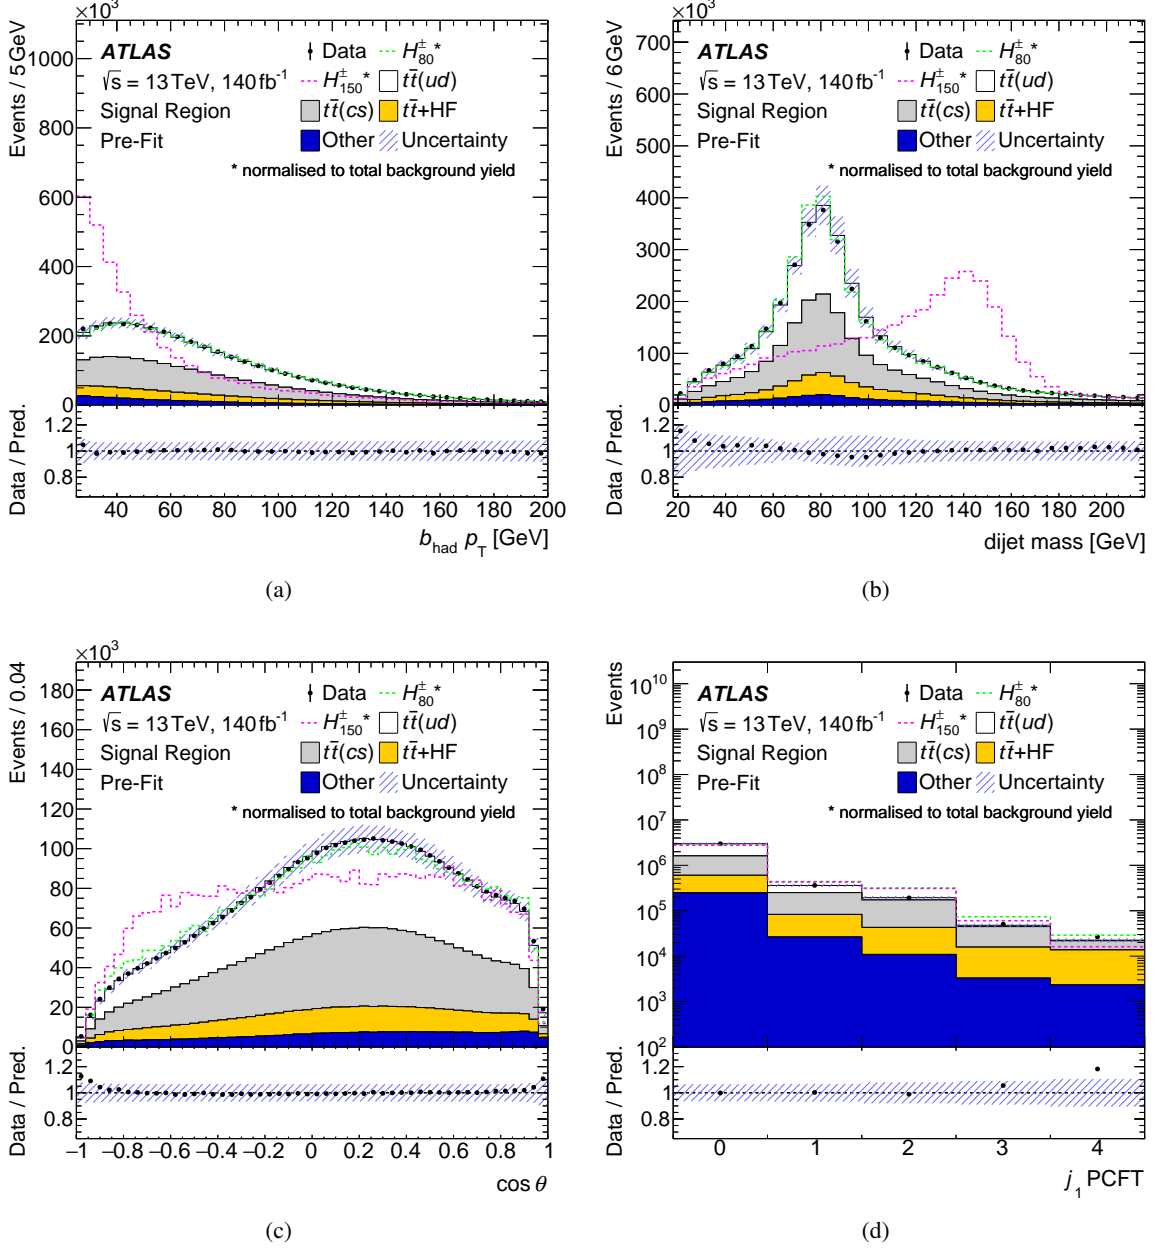 ×10³
Events / 5GeV
1000
800
600
400
200
0
ATLAS
√s = 13 TeV, 140 fb⁻¹
Signal Region
Pre-Fit
Data
H±80 *
H±150 *
tt̄(ud)
tt̄(cs)
tt̄+HF
Other
Uncertainty
* normalised to total background yield
Data / Pred.
1.2
1
0.8
40 60 80 100 120 140 160 180 200
b_had p_T [GeV]
(a)
×10³
Events / 6GeV
700
600
500
400
300
200
100
0
ATLAS
√s = 13 TeV, 140 fb⁻¹
Signal Region
Pre-Fit
Data
H±80 *
H±150 *
tt̄(ud)
tt̄(cs)
tt̄+HF
Other
Uncertainty
* normalised to total background yield
Data / Pred.
1.2
1
0.8
20 40 60 80 100 120 140 160 180 200
dijet mass [GeV]
(b)
×10³
Events / 0.04
180
160
140
120
100
80
60
40
20
0
ATLAS
√s = 13 TeV, 140 fb⁻¹
Signal Region
Pre-Fit
Data
H±80 *
H±150 *
tt̄(ud)
tt̄(cs)
tt̄+HF
Other
Uncertainty
* normalised to total background yield
Data / Pred.
1.2
1
0.8
−1 −0.8 −0.6 −0.4 −0.2 0 0.2 0.4 0.6 0.8 1
cos θ
(c)
Events
10¹⁰
10⁹
10⁸
10⁷
10⁶
10⁵
10⁴
10³
10²
ATLAS
√s = 13 TeV, 140 fb⁻¹
Signal Region
Pre-Fit
Data
H±80 *
H±150 *
tt̄(ud)
tt̄(cs)
tt̄+HF
Other
Uncertainty
* normalised to total background yield
Data / Pred.
1.2
1
0.8
0 1 2 3 4
j₁ PCFT
(d)